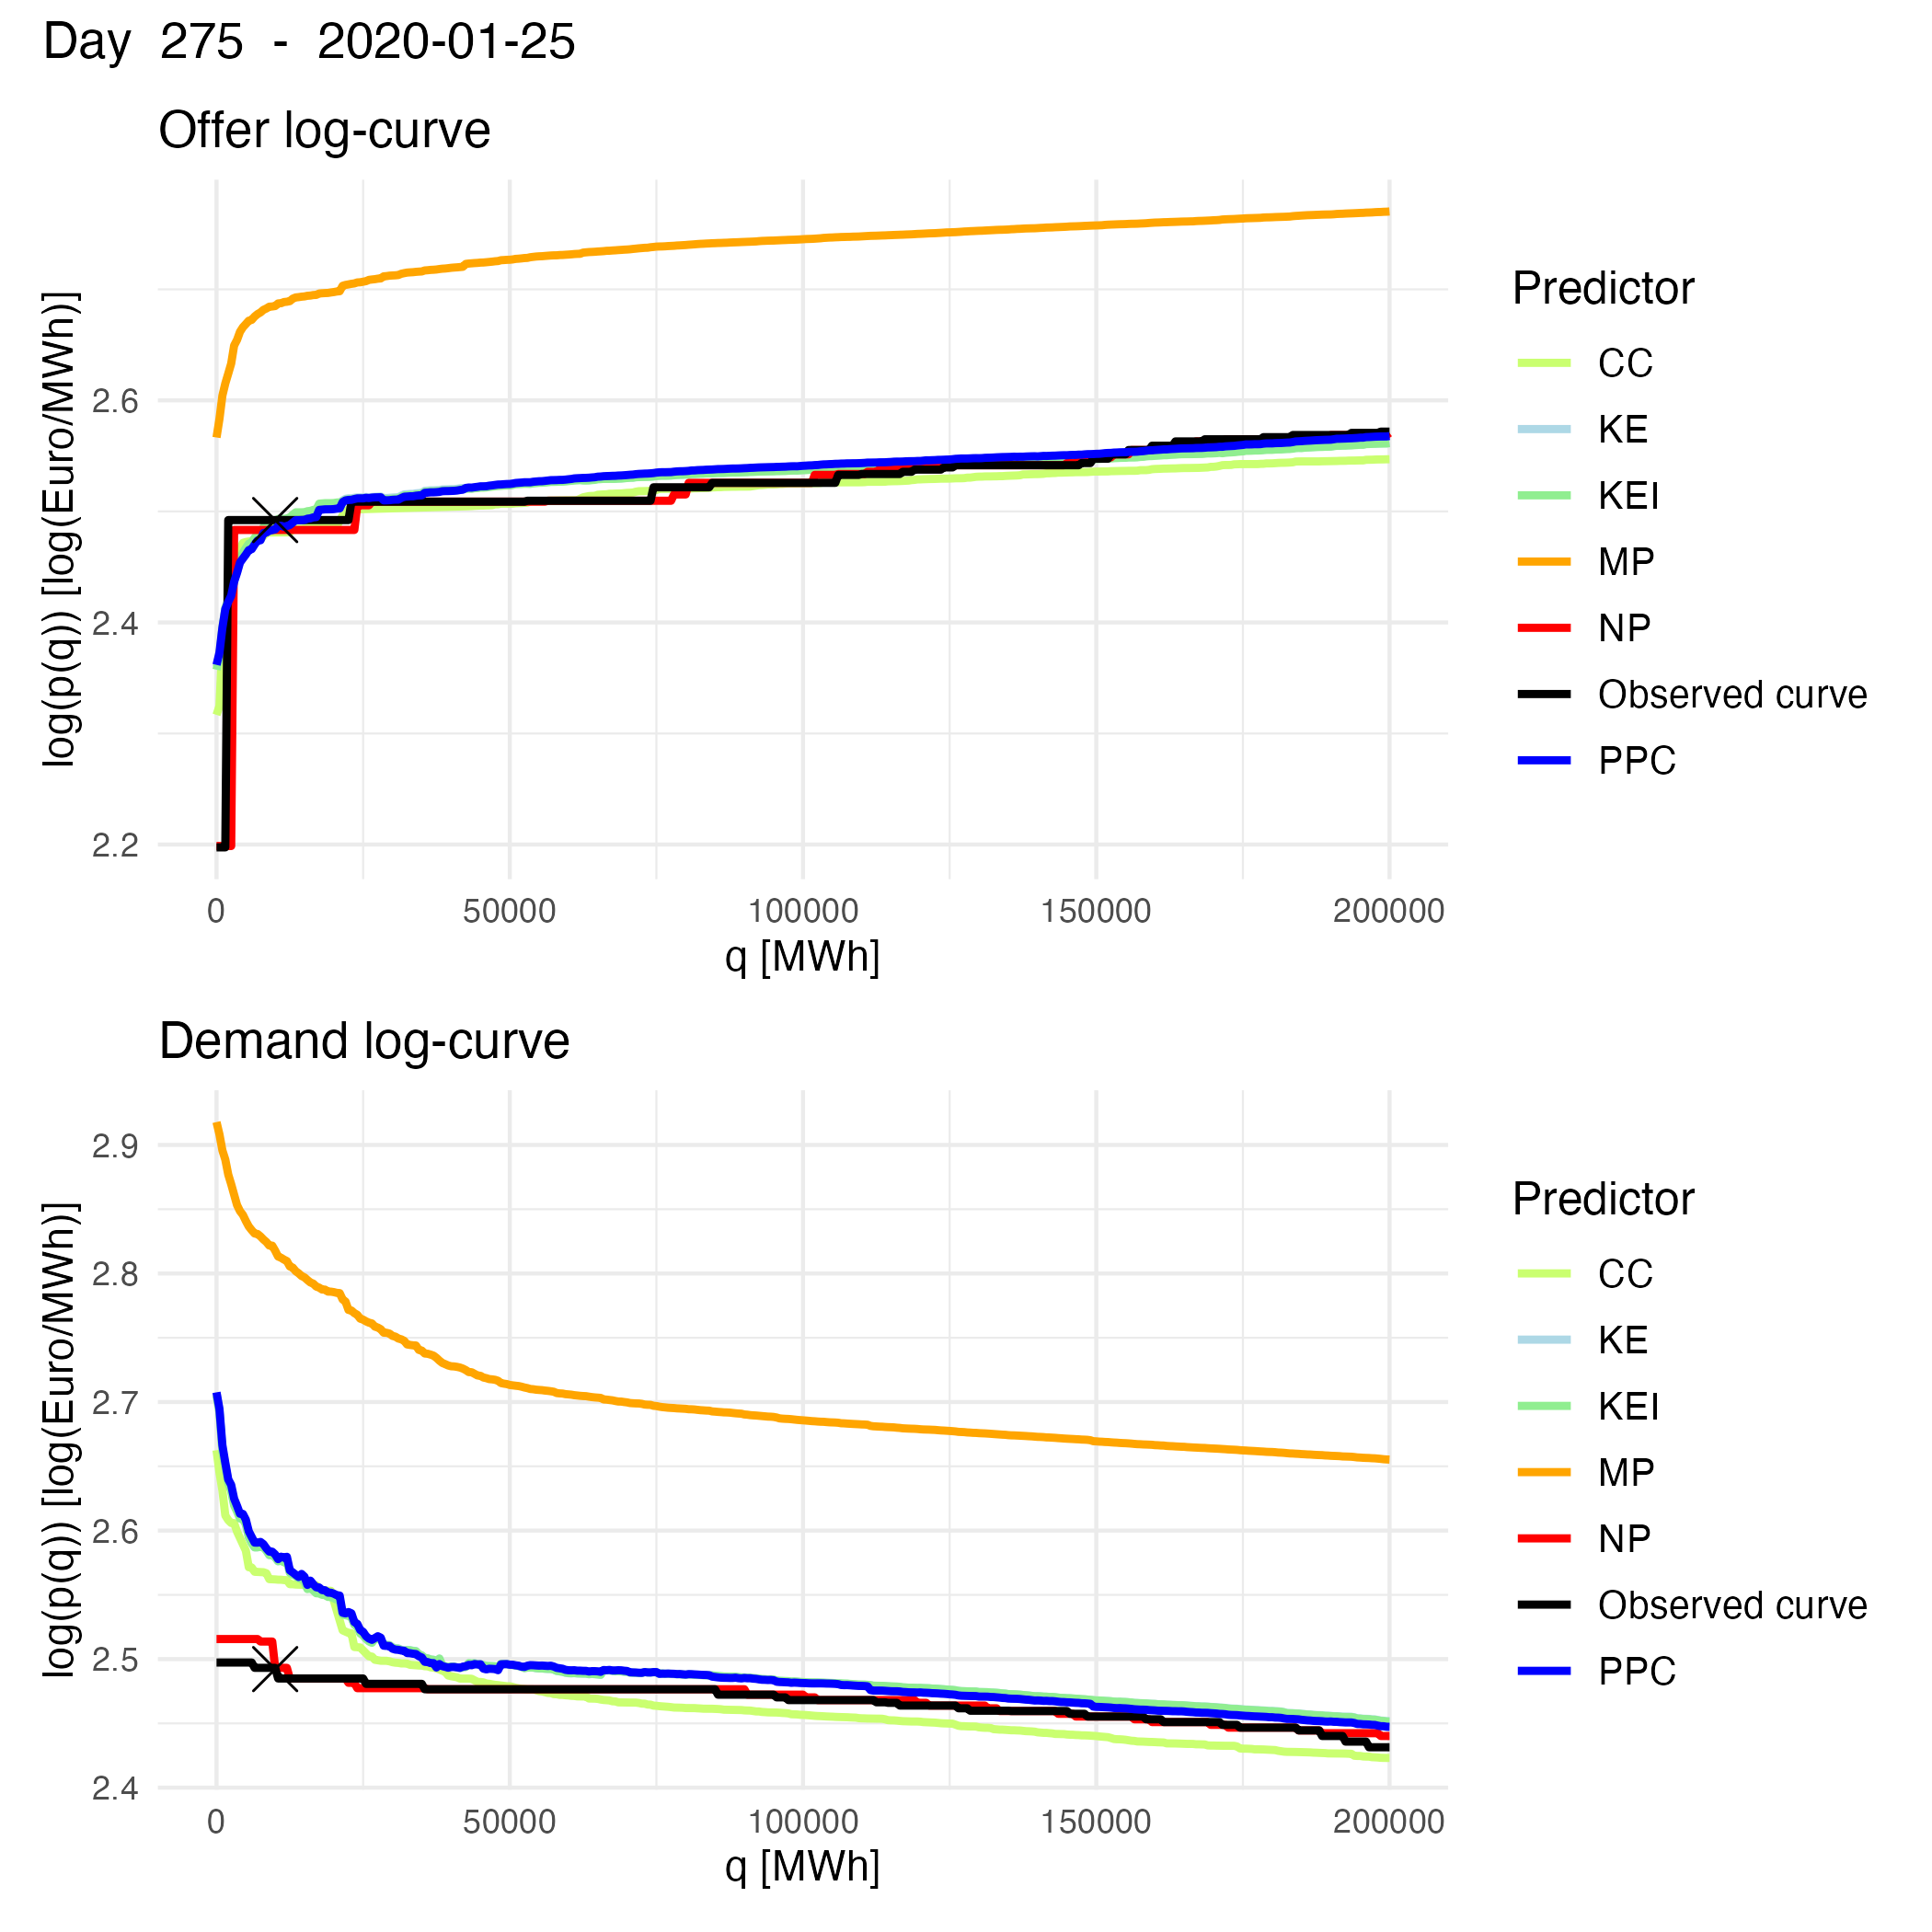 Day 275 - 2020-01-25
Offer log-curve
log(p(q)) [log(Euro/MWh)]
2.6
2.4
2.2
0 50000 100000 150000 200000
q [MWh]
Predictor
CC
KE
KEI
MP
NP
Observed curve
PPC
Demand log-curve
log(p(q)) [log(Euro/MWh)]
2.9
2.8
2.7
2.6
2.5
2.4
0 50000 100000 150000 200000
q [MWh]
Predictor
CC
KE
KEI
MP
NP
Observed curve
PPC